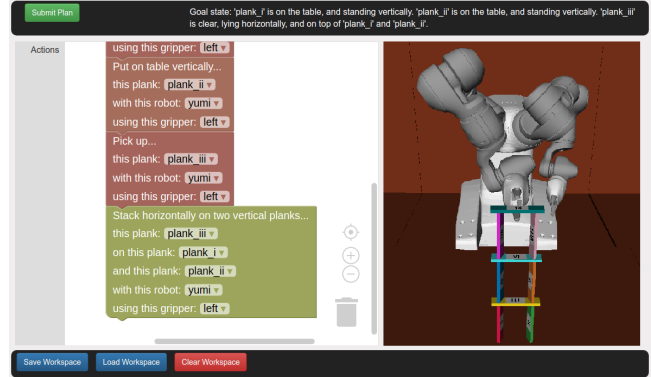 Submit Plan
Goal state: 'plank_i' is on the table, and standing vertically. 'plank_ii' is on the table, and standing vertically. 'plank_iii'
is clear, lying horizontally, and on top of 'plank_i' and 'plank_ii'.
Actions
using this gripper: left ▾
Put on table vertically...
this plank: plank_ii ▾
with this robot: yumi ▾
using this gripper: left ▾
Pick up...
this plank: plank_iii ▾
with this robot: yumi ▾
using this gripper: left ▾
Stack horizontally on two vertical planks...
this plank: plank_iii ▾
on this plank: plank_i ▾
and this plank: plank_ii ▾
with this robot: yumi ▾
using this gripper: left ▾
Save Workspace
Load Workspace
Clear Workspace